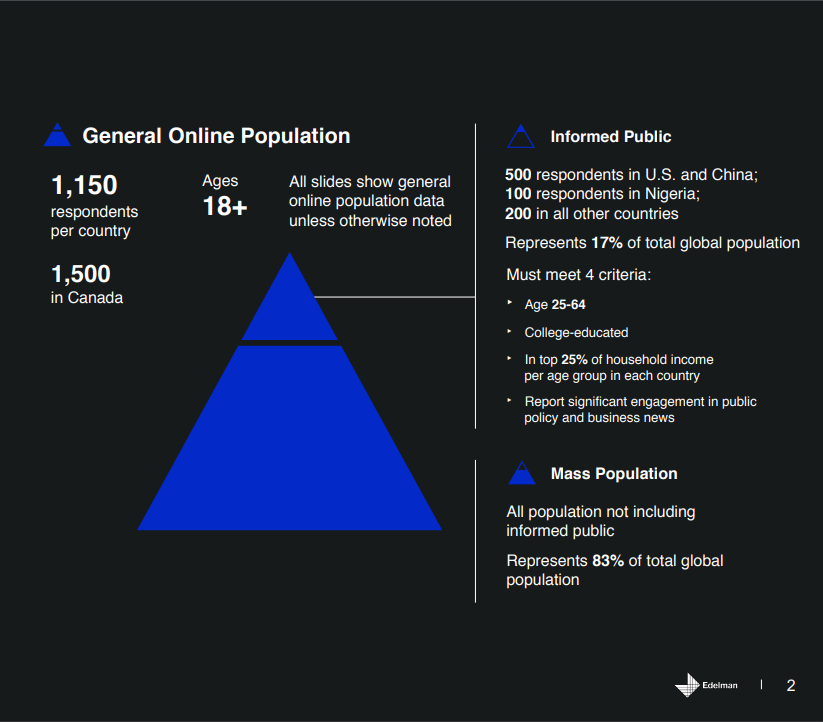 General Online Population
1,150
respondents
per country
1,500
in Canada
Ages
18+
All slides show general
online population data
unless otherwise noted
Informed Public
500 respondents in U.S. and China;
100 respondents in Nigeria;
200 in all other countries
Represents 17% of total global population
Must meet 4 criteria:
‣ Age 25-64
‣ College-educated
‣ In top 25% of household income
per age group in each country
‣ Report significant engagement in public
policy and business news
Mass Population
All population not including
informed public
Represents 83% of total global
population
Edelman | 2